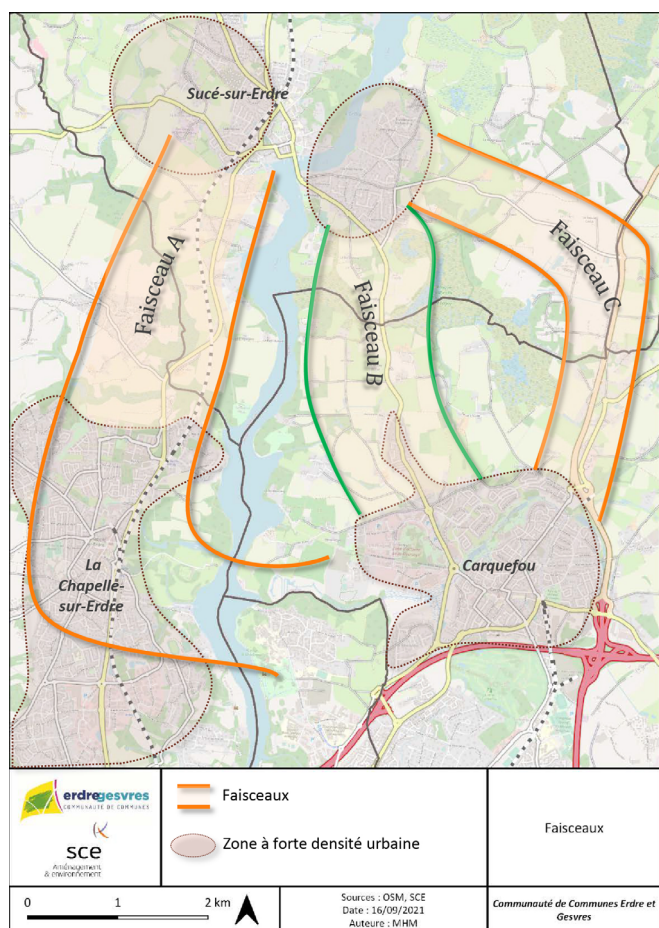 Sucé-sur-Erdre
Faisceau A
Faisceau B
Faisceau C
La
Chapelle-
sur-Erdre
Carquefou
erdregesvres
COMMUNAUTÉ DE COMMUNES
sce
Aménagement
& environnement
Faisceaux
Zone à forte densité urbaine
Faisceaux
0 1 2 km
Sources : OSM, SCE
Date : 16/09/2021
Auteure : MHM
Communauté de Communes Erdre et
Gesvres